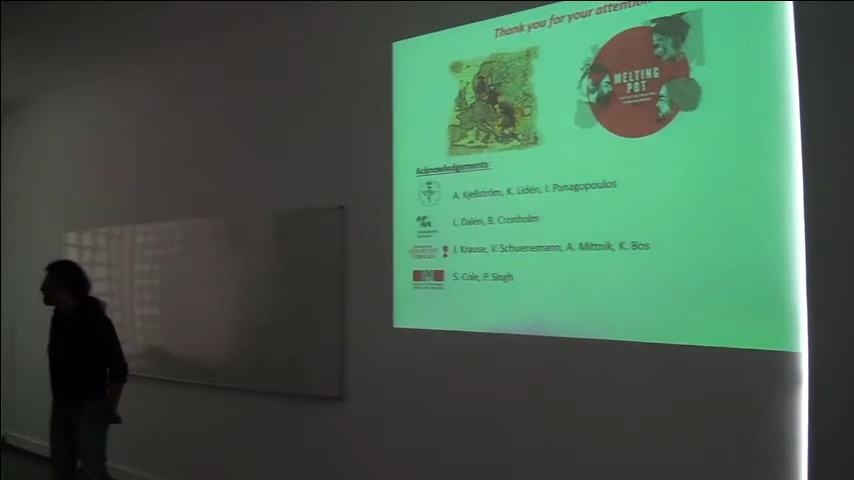 Thank you for your attention
MELTING
POT
Acknowledgements
A. Kjellström, K. Lidén, I. Panagopoulos
L. Dalén, B. Cronholm
J. Krause, V. Schuenemann, A. Mittnik, K. Bos
S. Cole, P. Singh